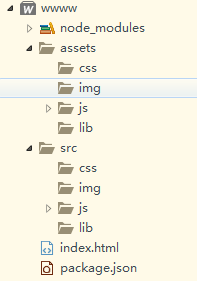 W wwww
node_modules
assets
css
img
js
lib
src
css
img
js
lib
index.html
package.json